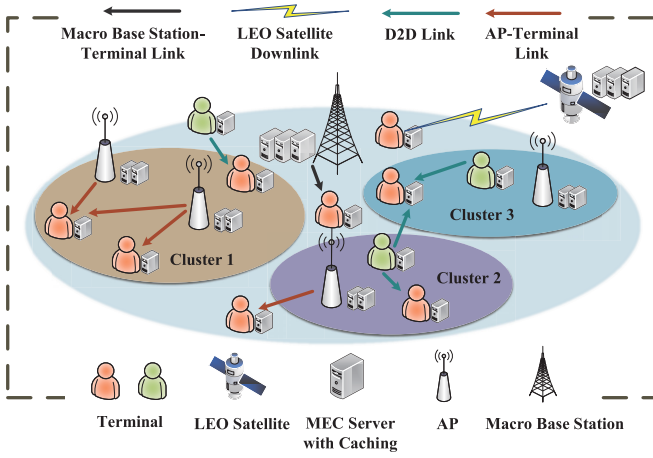 Macro Base Station-
Terminal Link
LEO Satellite
Downlink
D2D Link
AP-Terminal
Link
Cluster 1
Cluster 2
Cluster 3
Terminal
LEO Satellite
MEC Server
with Caching
AP
Macro Base Station